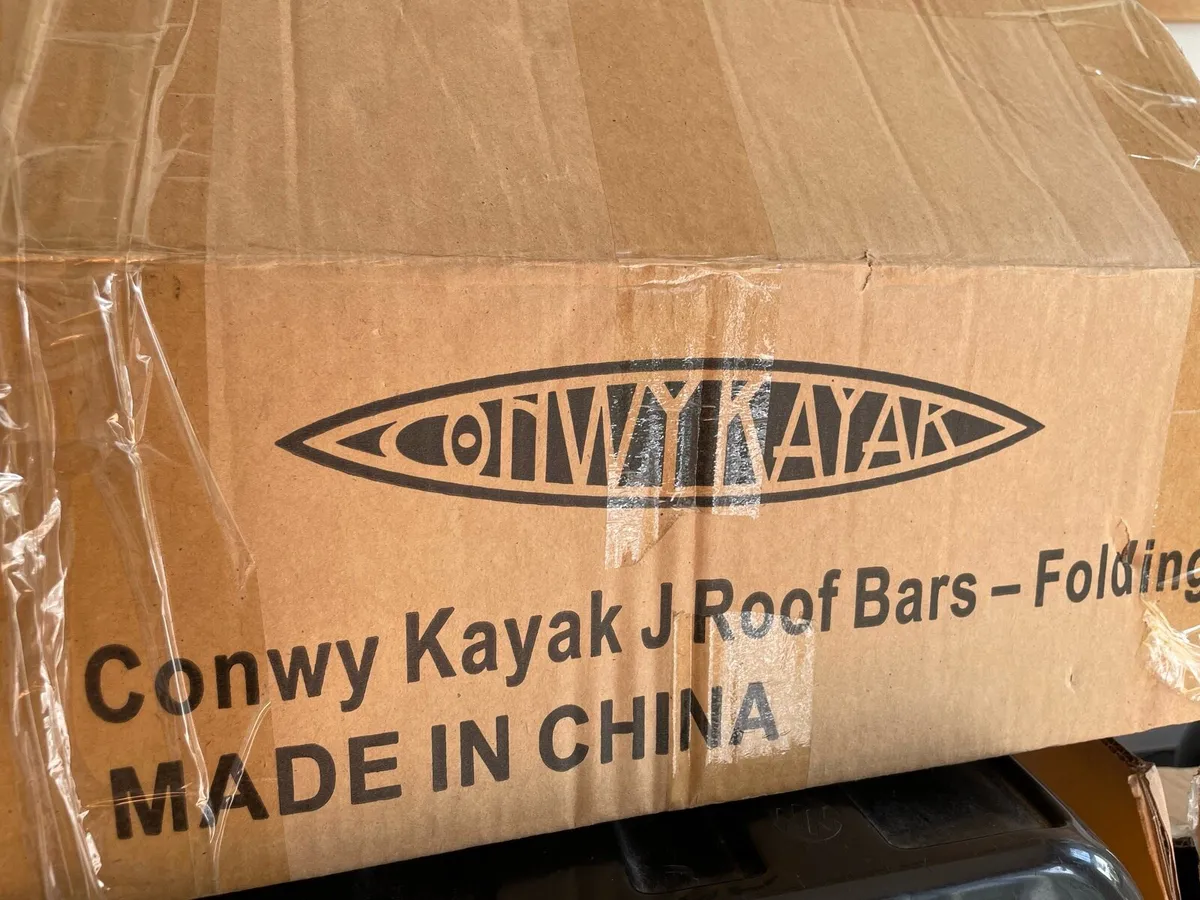 CONWY KAYAK
Conwy Kayak J Roof Bars – Folding
MADE IN CHINA